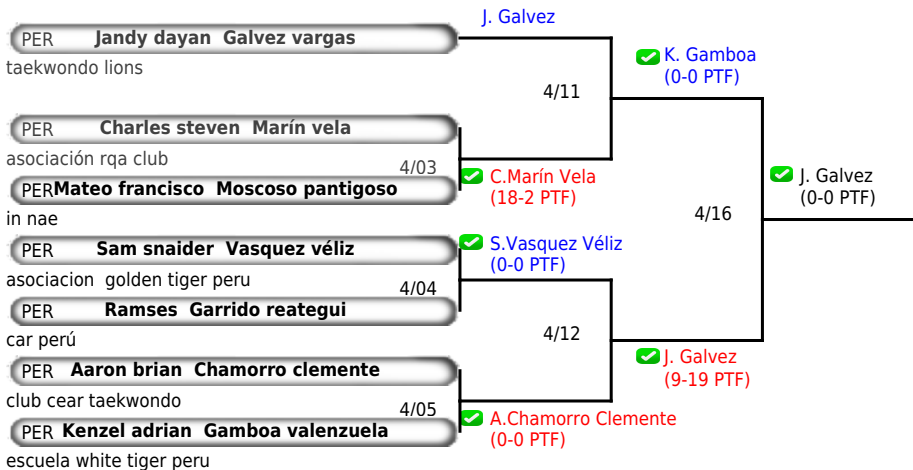 J. Galvez
PER Jandy dayan Galvez vargas
taekwondo lions
K. Gamboa
(0-0 PTF)
4/11
PER Charles steven Marín vela
asociación rqa club
4/03
C.Marín Vela
(18-2 PTF)
J. Galvez
(0-0 PTF)
PER Mateo francisco Moscoso pantigoso
in nae
4/16
PER Sam snaider Vasquez véliz
S.Vasquez Véliz
(0-0 PTF)
asociacion golden tiger peru
4/04
PER Ramses Garrido reategui
car perú
4/12
J. Galvez
(9-19 PTF)
PER Aaron brian Chamorro clemente
club cear taekwondo
4/05
A.Chamorro Clemente
(0-0 PTF)
PER Kenzel adrian Gamboa valenzuela
escuela white tiger peru